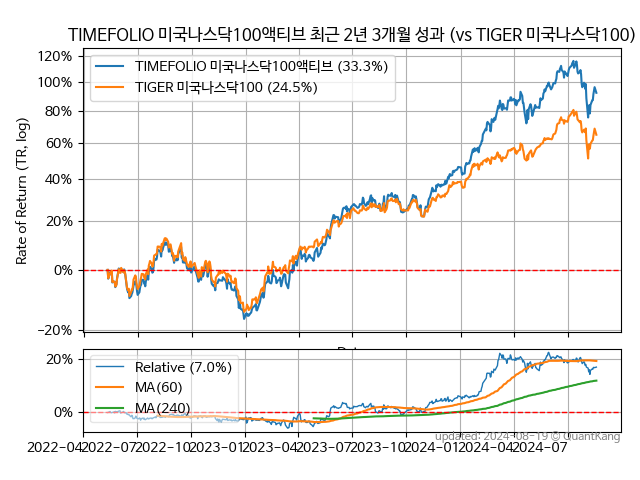 TIMEFOLIO 미국나스닥100액티브 최근 2년 3개월 성과 (vs TIGER 미국나스닥100)
Rate of Return (TR, log)
120%
100%
80%
60%
40%
20%
0%
−20%
TIMEFOLIO 미국나스닥100액티브 (33.3%)
TIGER 미국나스닥100 (24.5%)
20%
0%
Relative (7.0%)
MA(60)
MA(240)
2022-04 2022-07 2022-10 2023-01 2023-04 2023-07 2023-10 2024-01 2024-04 2024-07
updated: 2024-08-19 © QuantKang